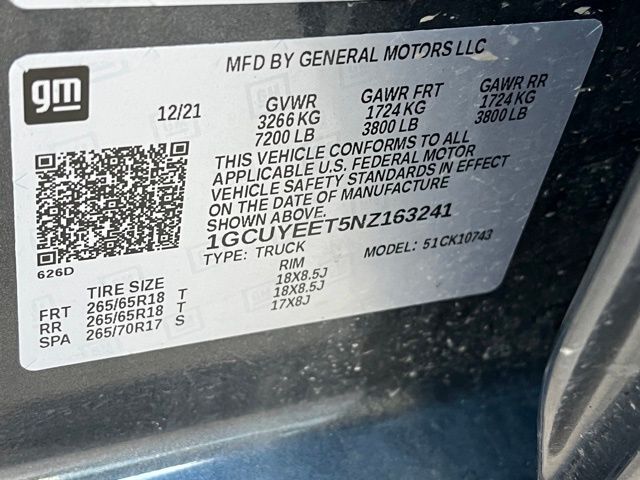 gm
MFD BY GENERAL MOTORS LLC
12/21
GVWR
3266 KG
7200 LB
GAWR FRT
1724 KG
3800 LB
GAWR RR
1724 KG
3800 LB
THIS VEHICLE CONFORMS TO ALL
APPLICABLE U.S. FEDERAL MOTOR
VEHICLE SAFETY STANDARDS IN EFFECT
ON THE DATE OF MANUFACTURE
SHOWN ABOVE.
1GCUYEET5NZ163241
TYPE: TRUCK MODEL: 51CK10743
626D
TIRE SIZE RIM
FRT 265/65R18 T 18X8.5J
RR 265/65R18 T 18X8.5J
SPA 265/70R17 S 17X8J